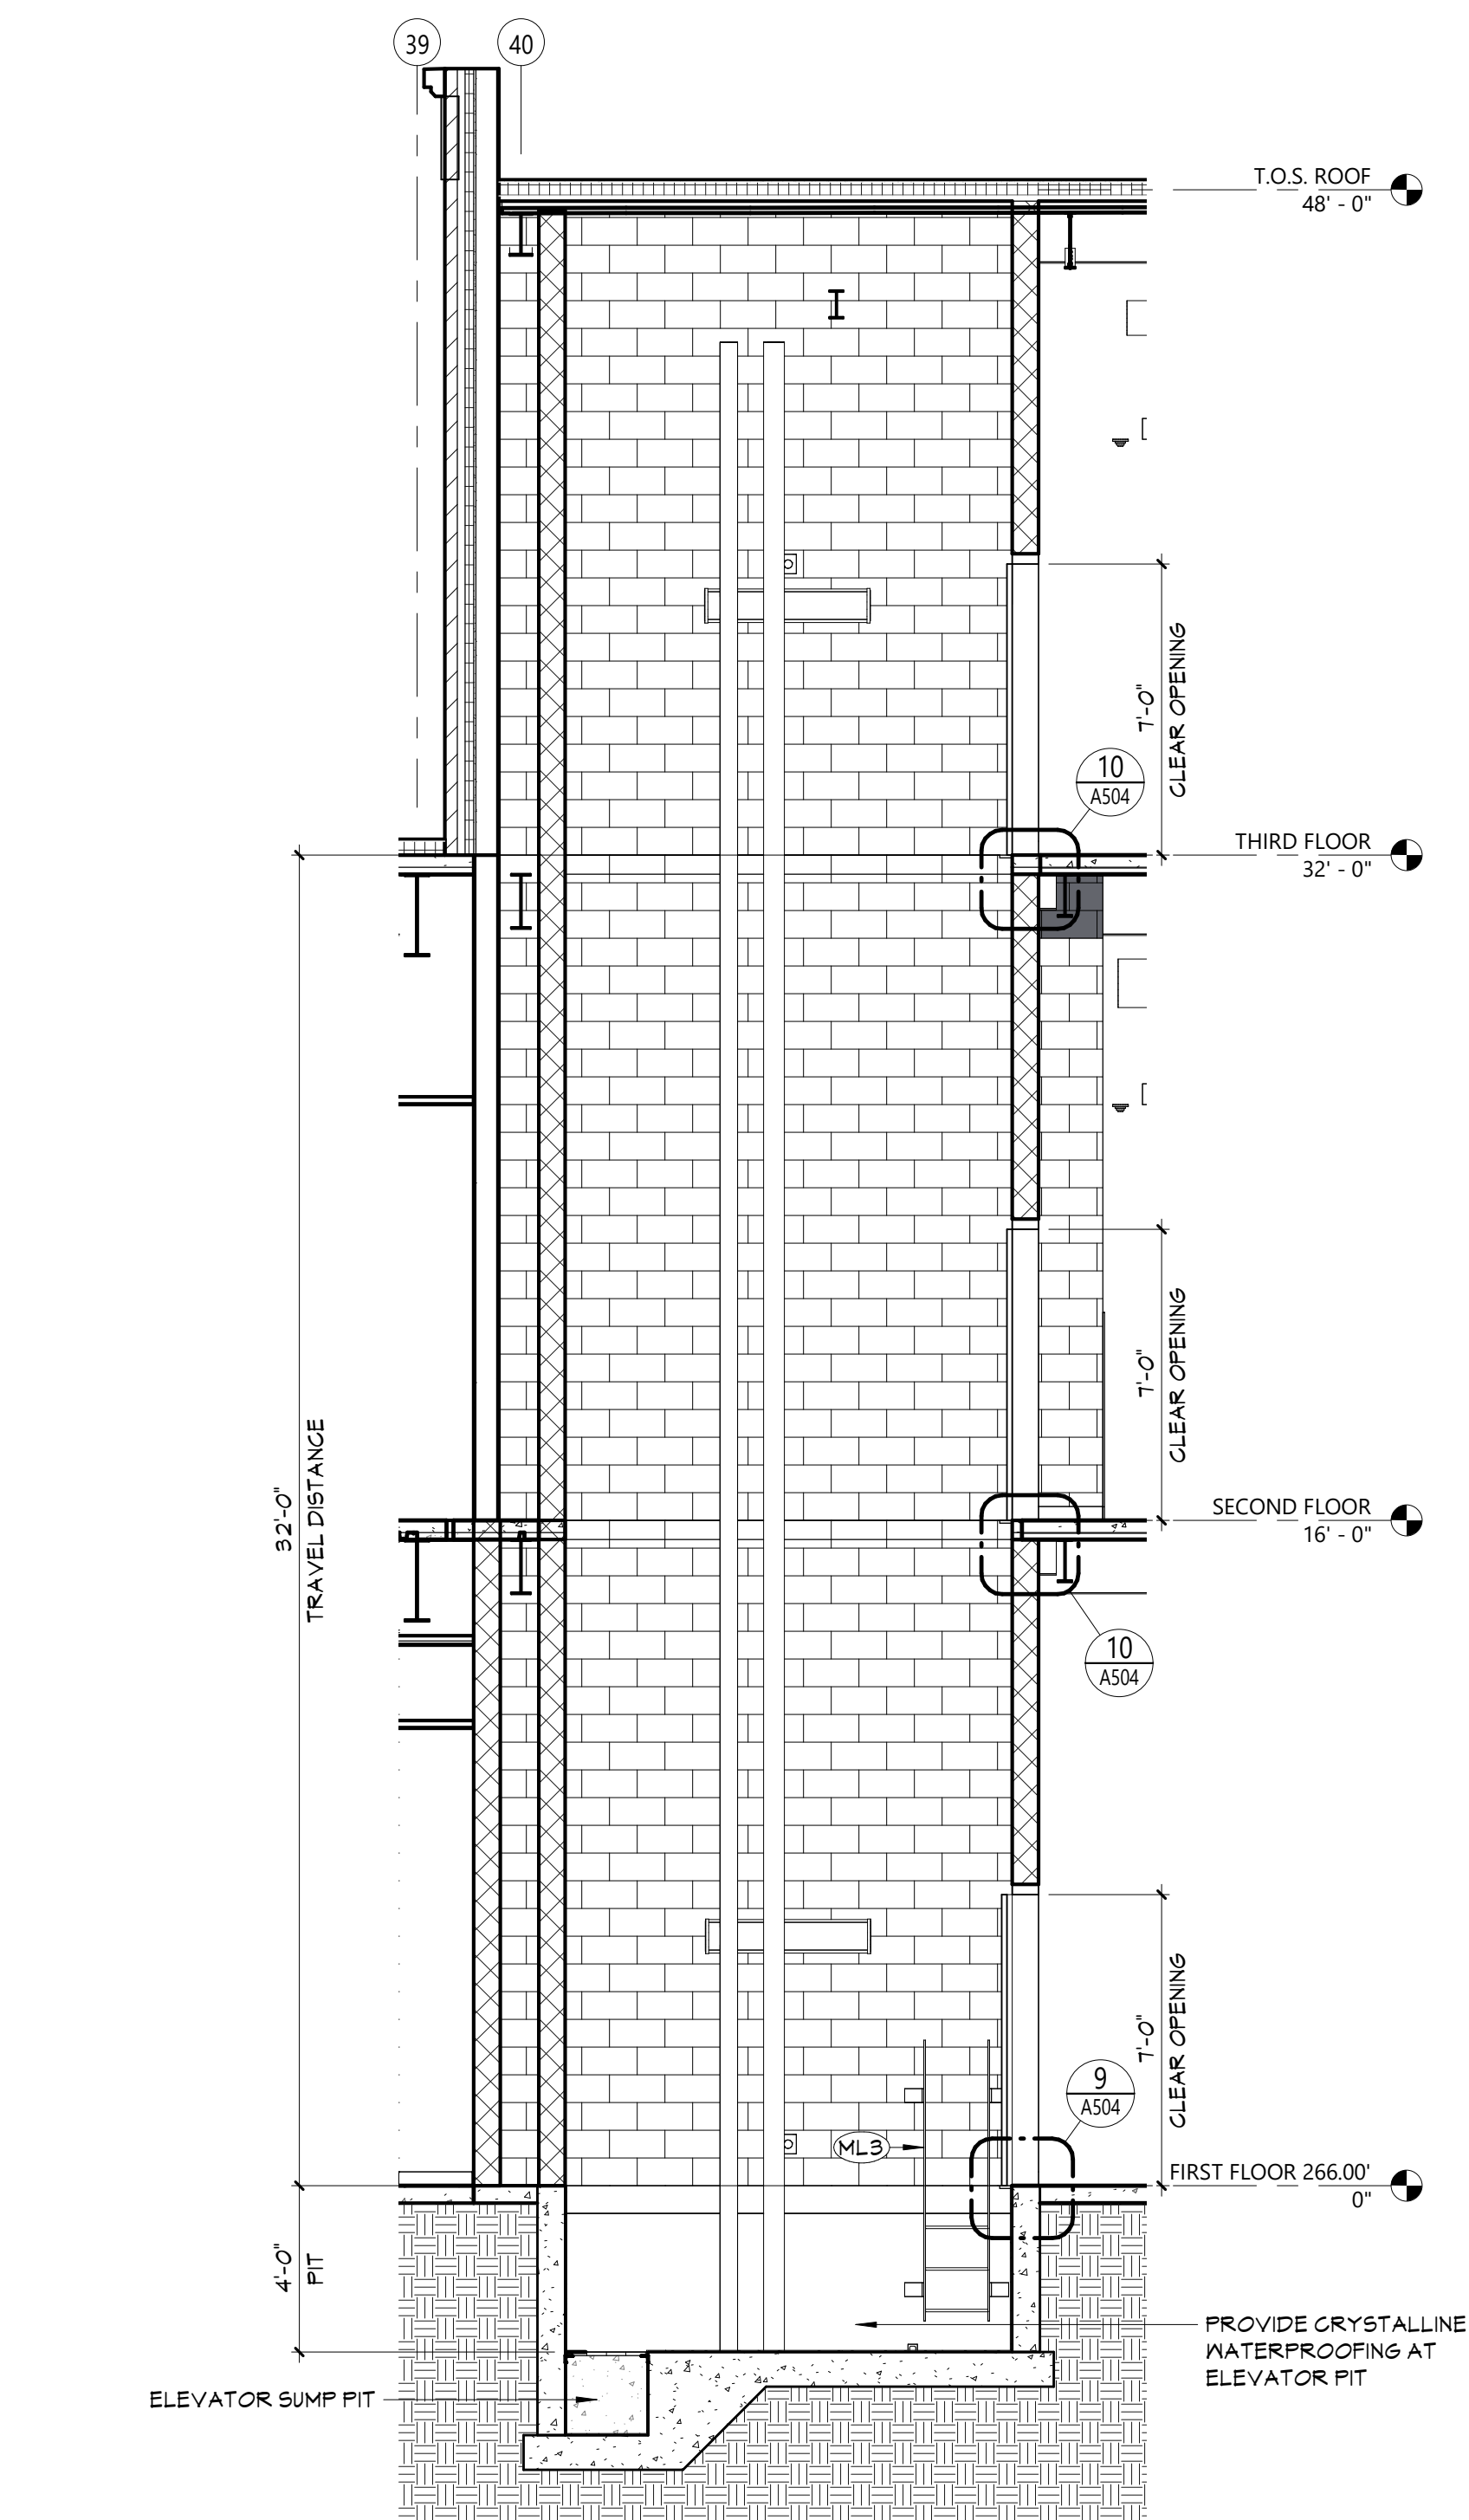 39
40
T.O.S. ROOF
48' - 0"
7'-0"
CLEAR OPENING
10
A504
THIRD FLOOR
32' - 0"
7'-0"
CLEAR OPENING
32'-0"
TRAVEL DISTANCE
SECOND FLOOR
16' - 0"
10
A504
7'-0"
CLEAR OPENING
9
A504
ML3
FIRST FLOOR 266.00'
0"
4'-0"
PIT
PROVIDE CRYSTALLINE
WATERPROOFING AT
ELEVATOR PIT
ELEVATOR SUMP PIT